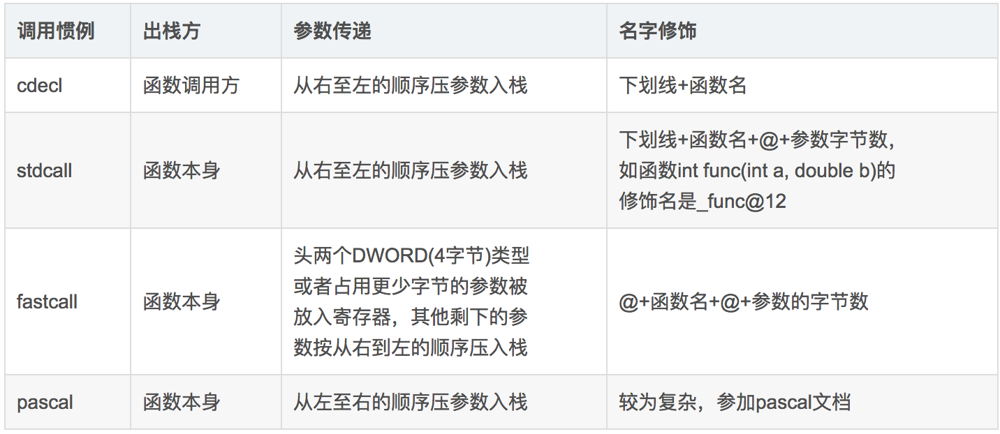 调用惯例 出栈方 参数传递 名字修饰
cdecl 函数调用方 从右至左的顺序压参数入栈 下划线+函数名
stdcall 函数本身 从右至左的顺序压参数入栈 下划线+函数名+@+参数字节数,
如函数int func(int a, double b)的
修饰名是_func@12
fastcall 函数本身 头两个DWORD(4字节)类型
或者占用更少字节的参数被
放入寄存器，其他剩下的参
数按从右到左的顺序压入栈
@+函数名+@+参数的字节数
pascal 函数本身 从左至右的顺序压参数入栈 较为复杂，参加pascal文档